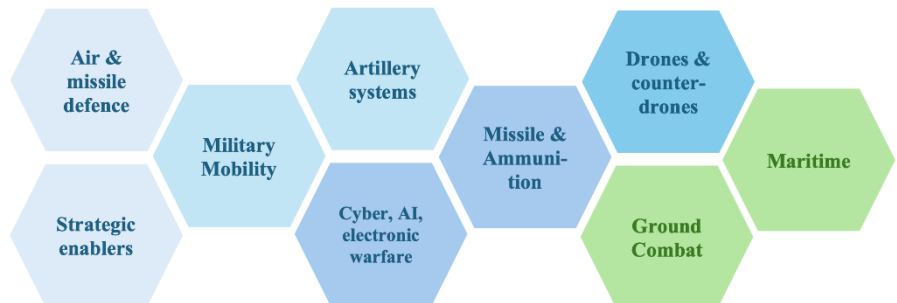 Air &
missile
defence
Strategic
enablers
Military
Mobility
Artillery
systems
Cyber, AI,
electronic
warfare
Missile &
Ammuni-
tion
Drones &
counter-
drones
Ground
Combat
Maritime